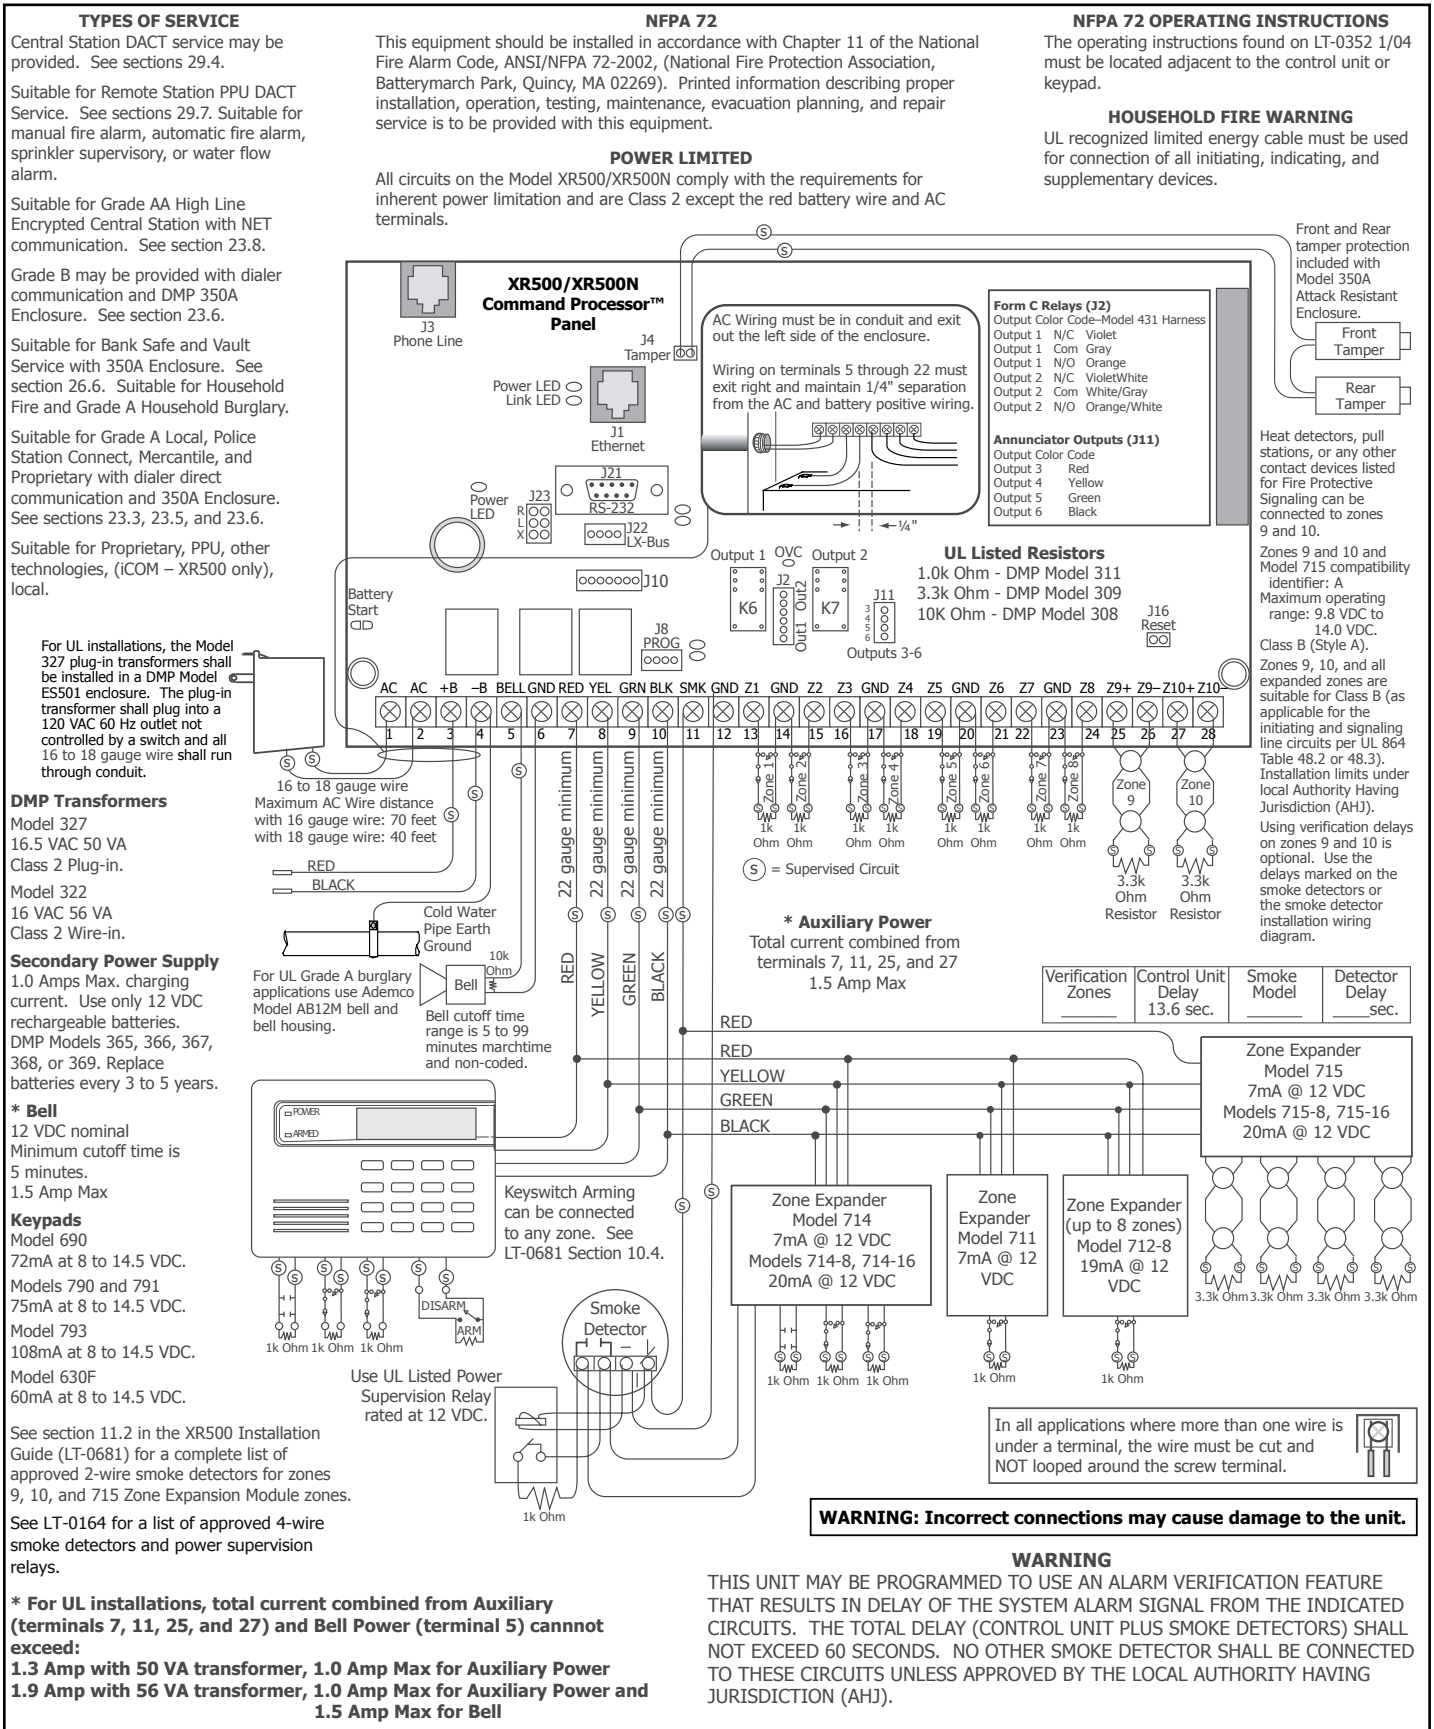 TYPES OF SERVICE
Central Station DACT service may be
provided. See sections 29.4.
Suitable for Remote Station PPU DACT
Service. See sections 29.7. Suitable for
manual fire alarm, automatic fire alarm,
sprinkler supervisory, or water flow
alarm.
Suitable for Grade AA High Line
Encrypted Central Station with NET
communication. See section 23.8.
Grade B may be provided with dialer
communication and DMP 350A
Enclosure. See section 23.6.
Suitable for Bank Safe and Vault
Service with 350A Enclosure. See
section 26.6. Suitable for Household
Fire and Grade A Household Burglary.
Suitable for Grade A Local, Police
Station Connect, Mercantile, and
Proprietary with dialer direct
communication and 350A Enclosure.
See sections 23.3, 23.5, and 23.6.
Suitable for Proprietary, PPU, other
technologies, (iCOM – XR500 only),
local.
NFPA 72
This equipment should be installed in accordance with Chapter 11 of the National
Fire Alarm Code, ANSI/NFPA 72-2002, (National Fire Protection Association,
Batterymarch Park, Quincy, MA 02269). Printed information describing proper
installation, operation, testing, maintenance, evacuation planning, and repair
service is to be provided with this equipment.
POWER LIMITED
All circuits on the Model XR500/XR500N comply with the requirements for
inherent power limitation and are Class 2 except the red battery wire and AC
terminals.
NFPA 72 OPERATING INSTRUCTIONS
The operating instructions found on LT-0352 1/04
must be located adjacent to the control unit or
keypad.
HOUSEHOLD FIRE WARNING
UL recognized limited energy cable must be used
for connection of all initiating, indicating, and
supplementary devices.
S
S
Front and Rear
tamper protection
included with
Model 350A
Attack Resistant
Enclosure.
Front
Tamper
Rear
Tamper
J3
Phone Line
XR500/XR500N
Command Processor™
Panel
J4
Tamper
Power LED
Link LED
J1
Ethernet
AC Wiring must be in conduit and exit
out the left side of the enclosure.
Wiring on terminals 5 through 22 must
exit right and maintain 1/4" separation
from the AC and battery positive wiring.
¼"
Form C Relays (J2)
Output Color Code–Model 431 Harness
Output 1 N/C Violet
Output 1 Com Gray
Output 1 N/O Orange
Output 2 N/C VioletWhite
Output 2 Com White/Gray
Output 2 N/O Orange/White
Annunciator Outputs (J11)
Output Color Code
Output 3 Red
Output 4 Yellow
Output 5 Green
Output 6 Black
Power
LED
J23
R
L
X
J21
RS-232
J22
LX-Bus
J10
Battery
Start
J8
PROG
Output 1
OVC
Output 2
K6
J2
Out1 Out2
K7
J11
3
4
5
6
Outputs 3-6
UL Listed Resistors
1.0k Ohm - DMP Model 311
3.3k Ohm - DMP Model 309
10K Ohm - DMP Model 308
J16
Reset
AC AC +B –B BELL GND RED YEL GRN BLK SMK GND Z1 GND Z2 Z3 GND Z4 Z5 GND Z6 Z7 GND Z8 Z9+ Z9– Z10+ Z10–
1 2 3 4 5 6 7 8 9 10 11 12 13 14 15 16 17 18 19 20 21 22 23 24 25 26 27 28
Heat detectors, pull
stations, or any other
contact devices listed
for Fire Protective
Signaling can be
connected to zones
9 and 10.
Zones 9 and 10 and
Model 715 compatibility
identifier: A
Maximum operating
range: 9.8 VDC to
14.0 VDC.
Class B (Style A).
Zones 9, 10, and all
expanded zones are
suitable for Class B (as
applicable for the
initiating and signaling
line circuits per UL 864
Table 48.2 or 48.3).
Installation limits under
local Authority Having
Jurisdiction (AHJ).
Using verification delays
on zones 9 and 10 is
optional. Use the
delays marked on the
smoke detectors or
the smoke detector
installation wiring
diagram.
For UL installations, the Model
327 plug-in transformers shall
be installed in a DMP Model
ES501 enclosure. The plug-in
transformer shall plug into a
120 VAC 60 Hz outlet not
controlled by a switch and all
16 to 18 gauge wire shall run
through conduit.
S S
16 to 18 gauge wire
Maximum AC Wire distance
with 16 gauge wire: 70 feet
with 18 gauge wire: 40 feet
S
S
S
RED
BLACK
Cold Water
Pipe Earth
Ground
For UL Grade A burglary
applications use Ademco
Model AB12M bell and
bell housing.
10k
Ohm
Bell
Bell cutoff time
range is 5 to 99
minutes marchtime
and non-coded.
22 gauge minimum
22 gauge minimum
22 gauge minimum
22 gauge minimum
S S S S S
RED
YELLOW
GREEN
BLACK
Zone 1 Zone 2 Zone 3 Zone 4 Zone 5 Zone 6 Zone 7 Zone 8
S S S S S S S S S S S S S S S S
1k 1k 1k 1k 1k 1k 1k 1k
Ohm Ohm Ohm Ohm Ohm Ohm Ohm Ohm
S = Supervised Circuit
Zone
9
Zone
10
S S S S
3.3k
Ohm
Resistor
3.3k
Ohm
Resistor
* Auxiliary Power
Total current combined from
terminals 7, 11, 25, and 27
1.5 Amp Max
Verification
Zones
Control Unit
Delay
13.6 sec.
Smoke
Model
Detector
Delay
____sec.
DMP Transformers
Model 327
16.5 VAC 50 VA
Class 2 Plug-in.
Model 322
16 VAC 56 VA
Class 2 Wire-in.
Secondary Power Supply
1.0 Amps Max. charging
current. Use only 12 VDC
rechargeable batteries.
DMP Models 365, 366, 367,
368, or 369. Replace
batteries every 3 to 5 years.
* Bell
12 VDC nominal
Minimum cutoff time is
5 minutes.
1.5 Amp Max
Keypads
Model 690
72mA at 8 to 14.5 VDC.
Models 790 and 791
75mA at 8 to 14.5 VDC.
Model 793
108mA at 8 to 14.5 VDC.
Model 630F
60mA at 8 to 14.5 VDC.
See section 11.2 in the XR500 Installation
Guide (LT-0681) for a complete list of
approved 2-wire smoke detectors for zones
9, 10, and 715 Zone Expansion Module zones.
See LT-0164 for a list of approved 4-wire
smoke detectors and power supervision
relays.
RED
RED
YELLOW
GREEN
BLACK
POWER
ARMED
Keyswitch Arming
can be connected
to any zone. See
LT-0681 Section 10.4.
S S S S S S S S
DISARM
ARM
1k Ohm 1k Ohm 1k Ohm
S
S
Smoke
Detector
Use UL Listed Power
Supervision Relay
rated at 12 VDC.
1k Ohm
Zone Expander
Model 714
7mA @ 12 VDC
Models 714-8, 714-16
20mA @ 12 VDC
S S S S S S
1k Ohm 1k Ohm 1k Ohm
Zone
Expander
Model 711
7mA @ 12
VDC
S S
1k Ohm
Zone Expander
(up to 8 zones)
Model 712-8
19mA @ 12
VDC
S S
1k Ohm
Zone Expander
Model 715
7mA @ 12 VDC
Models 715-8, 715-16
20mA @ 12 VDC
S S S S S S S S
3.3k Ohm 3.3k Ohm 3.3k Ohm 3.3k Ohm
In all applications where more than one wire is
under a terminal, the wire must be cut and
NOT looped around the screw terminal.
WARNING: Incorrect connections may cause damage to the unit.
* For UL installations, total current combined from Auxiliary
(terminals 7, 11, 25, and 27) and Bell Power (terminal 5) cannnot
exceed:
1.3 Amp with 50 VA transformer, 1.0 Amp Max for Auxiliary Power
1.9 Amp with 56 VA transformer, 1.0 Amp Max for Auxiliary Power and
1.5 Amp Max for Bell
WARNING
THIS UNIT MAY BE PROGRAMMED TO USE AN ALARM VERIFICATION FEATURE
THAT RESULTS IN DELAY OF THE SYSTEM ALARM SIGNAL FROM THE INDICATED
CIRCUITS. THE TOTAL DELAY (CONTROL UNIT PLUS SMOKE DETECTORS) SHALL
NOT EXCEED 60 SECONDS. NO OTHER SMOKE DETECTOR SHALL BE CONNECTED
TO THESE CIRCUITS UNLESS APPROVED BY THE LOCAL AUTHORITY HAVING
JURISDICTION (AHJ).